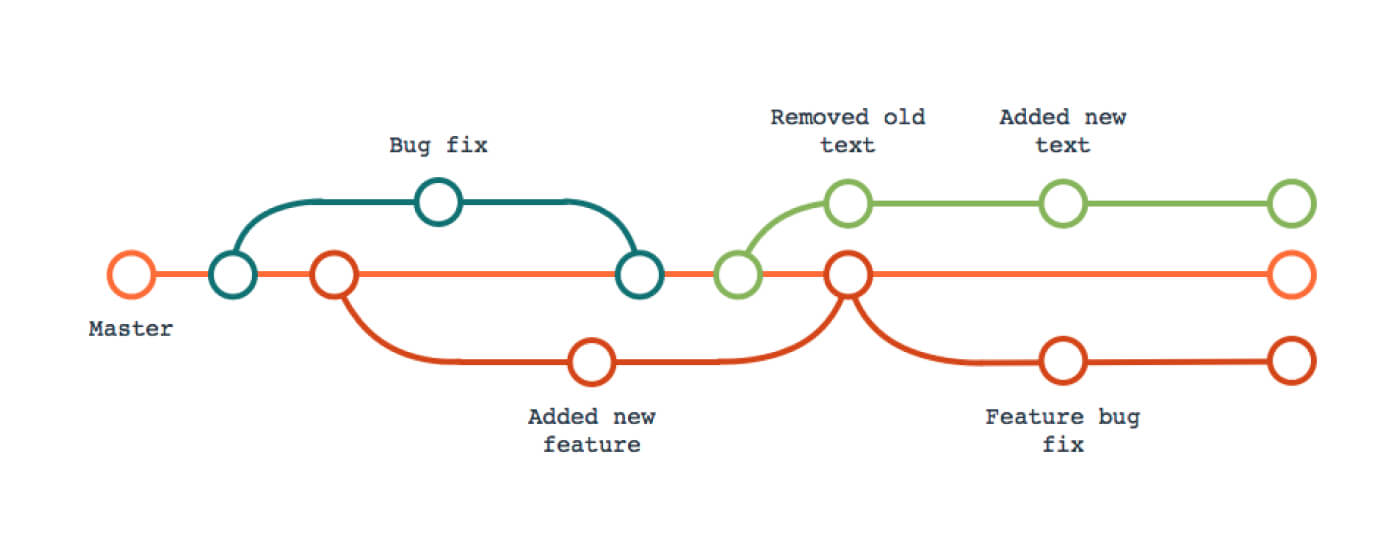 Removed old
text
Added new
text
Bug fix
Master
Added new
feature
Feature bug
fix